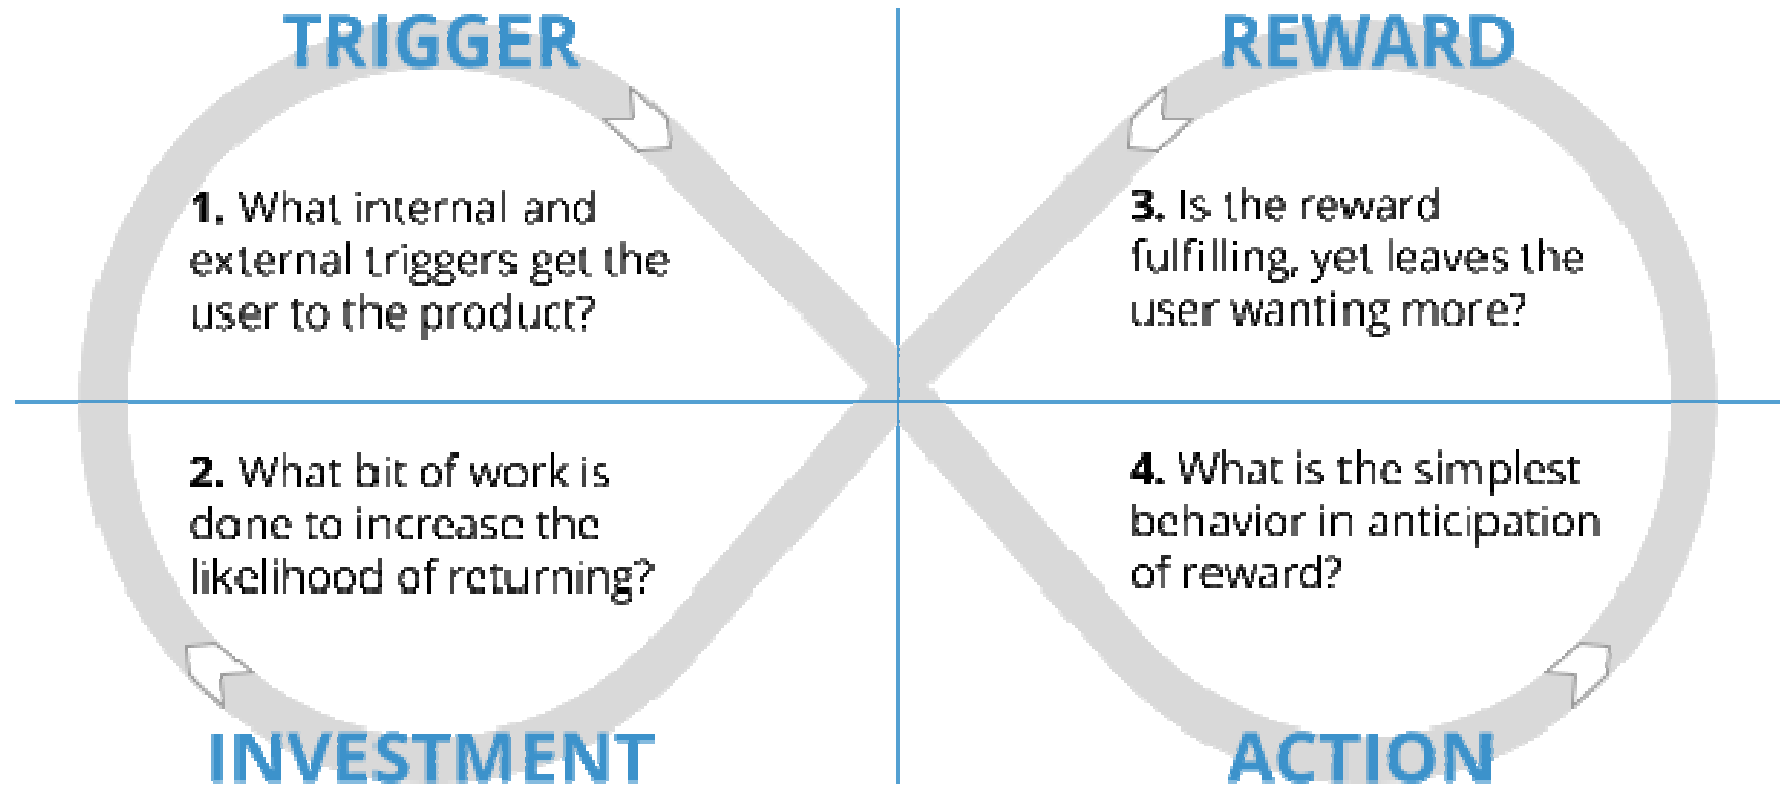 TRIGGER
1. What internal and
external triggers get the
user to the product?
REWARD
3. Is the reward
fulfilling, yet leaves the
user wanting more?
2. What bit of work is
done to increase the
likelihood of returning?
INVESTMENT
4. What is the simplest
behavior in anticipation
of reward?
ACTION